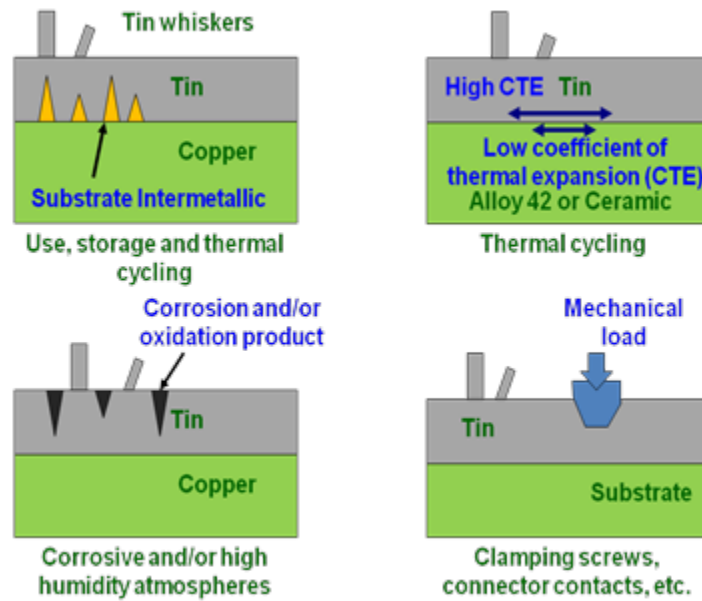 Tin whiskers
Tin
Copper
Substrate Intermetallic
Use, storage and thermal
cycling
High CTE Tin
Low coefficient of
thermal expansion (CTE)
Alloy 42 or Ceramic
Thermal cycling
Corrosion and/or
oxidation product
Tin
Copper
Corrosive and/or high
humidity atmospheres
Mechanical
load
Tin
Substrate
Clamping screws,
connector contacts, etc.